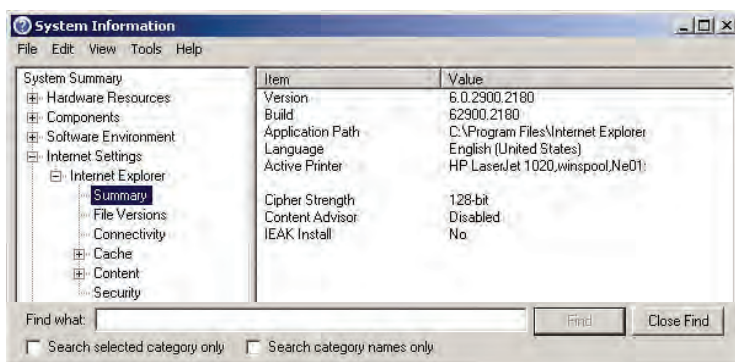 System Information
File Edit View Tools Help
System Summary
Hardware Resources
Components
Software Environment
Internet Settings
Internet Explorer
Summary
File Versions
Connectivity
Cache
Content
Security
Item Value
Version 6.0.2900.2180
Build 62900.2180
Application Path C:\Program Files\Internet Explorer
Language English (United States)
Active Printer HP LaserJet 1020,winspool,Ne01:
Cipher Strength 128-bit
Content Advisor Disabled
IEAK Install No
Find what: Find Close Find
Search selected category only Search category names only